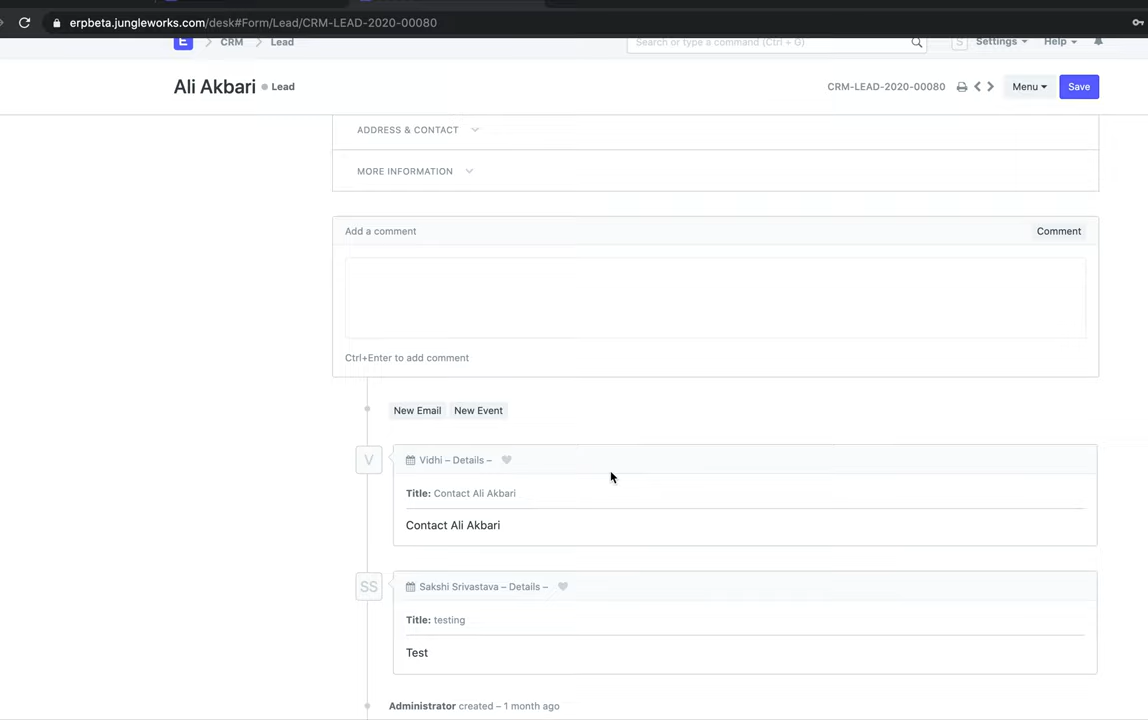 erpbeta.jungleworks.com/desk#Form/Lead/CRM-LEAD-2020-00080
E CRM Lead Search or type a command (Ctrl + G) S Settings Help
Ali Akbari Lead CRM-LEAD-2020-00080 Menu Save
ADDRESS & CONTACT
MORE INFORMATION
Add a comment Comment
Ctrl+Enter to add comment
New Email New Event
V Vidhi – Details –
Title: Contact Ali Akbari
Contact Ali Akbari
SS Sakshi Srivastava – Details –
Title: testing
Test
Administrator created – 1 month ago